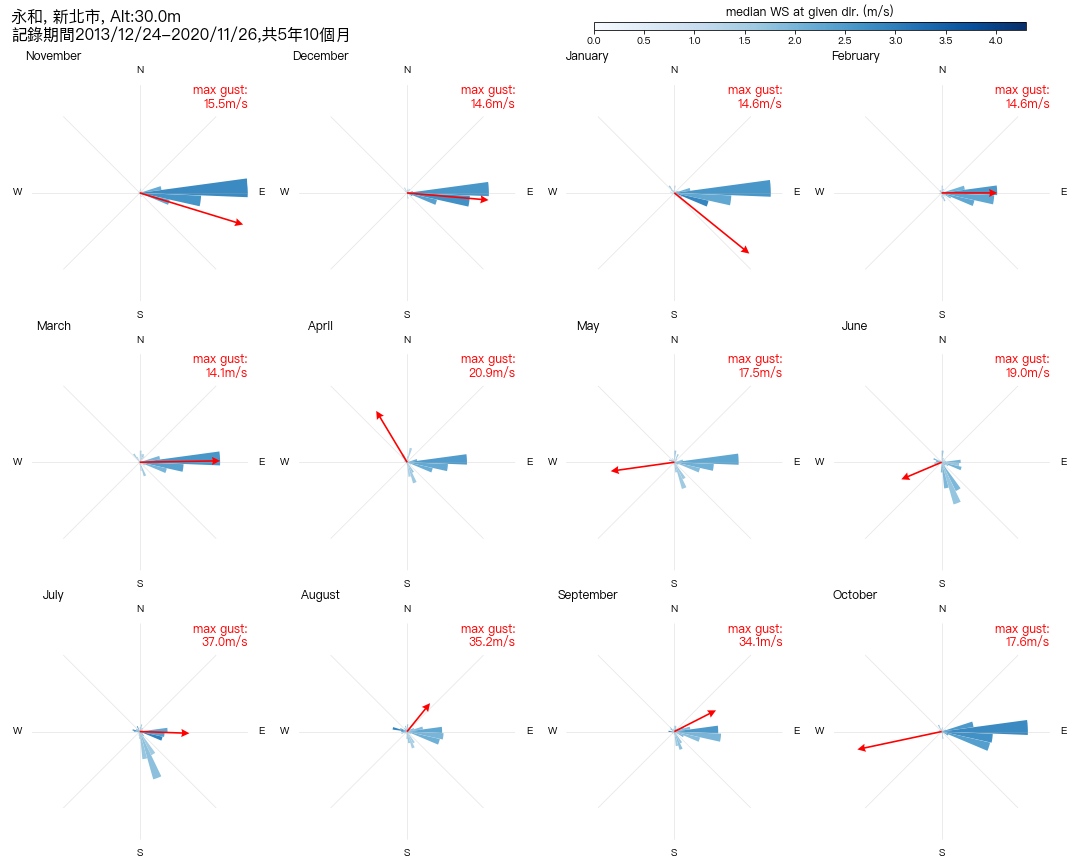 永和, 新北市, Alt:30.0m
記錄期間2013/12/24–2020/11/26,共5年10個月
median WS at given dir. (m/s)
0.0 0.5 1.0 1.5 2.0 2.5 3.0 3.5 4.0
November
N
max gust:
15.5m/s
W
E
S
December
N
max gust:
14.6m/s
W
E
January
N
max gust:
14.6m/s
W
E
February
N
max gust:
14.6m/s
W
E
March
N
max gust:
14.1m/s
W
E
S
April
N
max gust:
20.9m/s
W
E
S
May
N
max gust:
17.5m/s
W
E
S
June
N
max gust:
19.0m/s
W
E
S
July
N
max gust:
37.0m/s
W
E
S
August
N
max gust:
35.2m/s
W
E
S
September
N
max gust:
34.1m/s
W
E
S
October
N
max gust:
17.6m/s
W
E
S